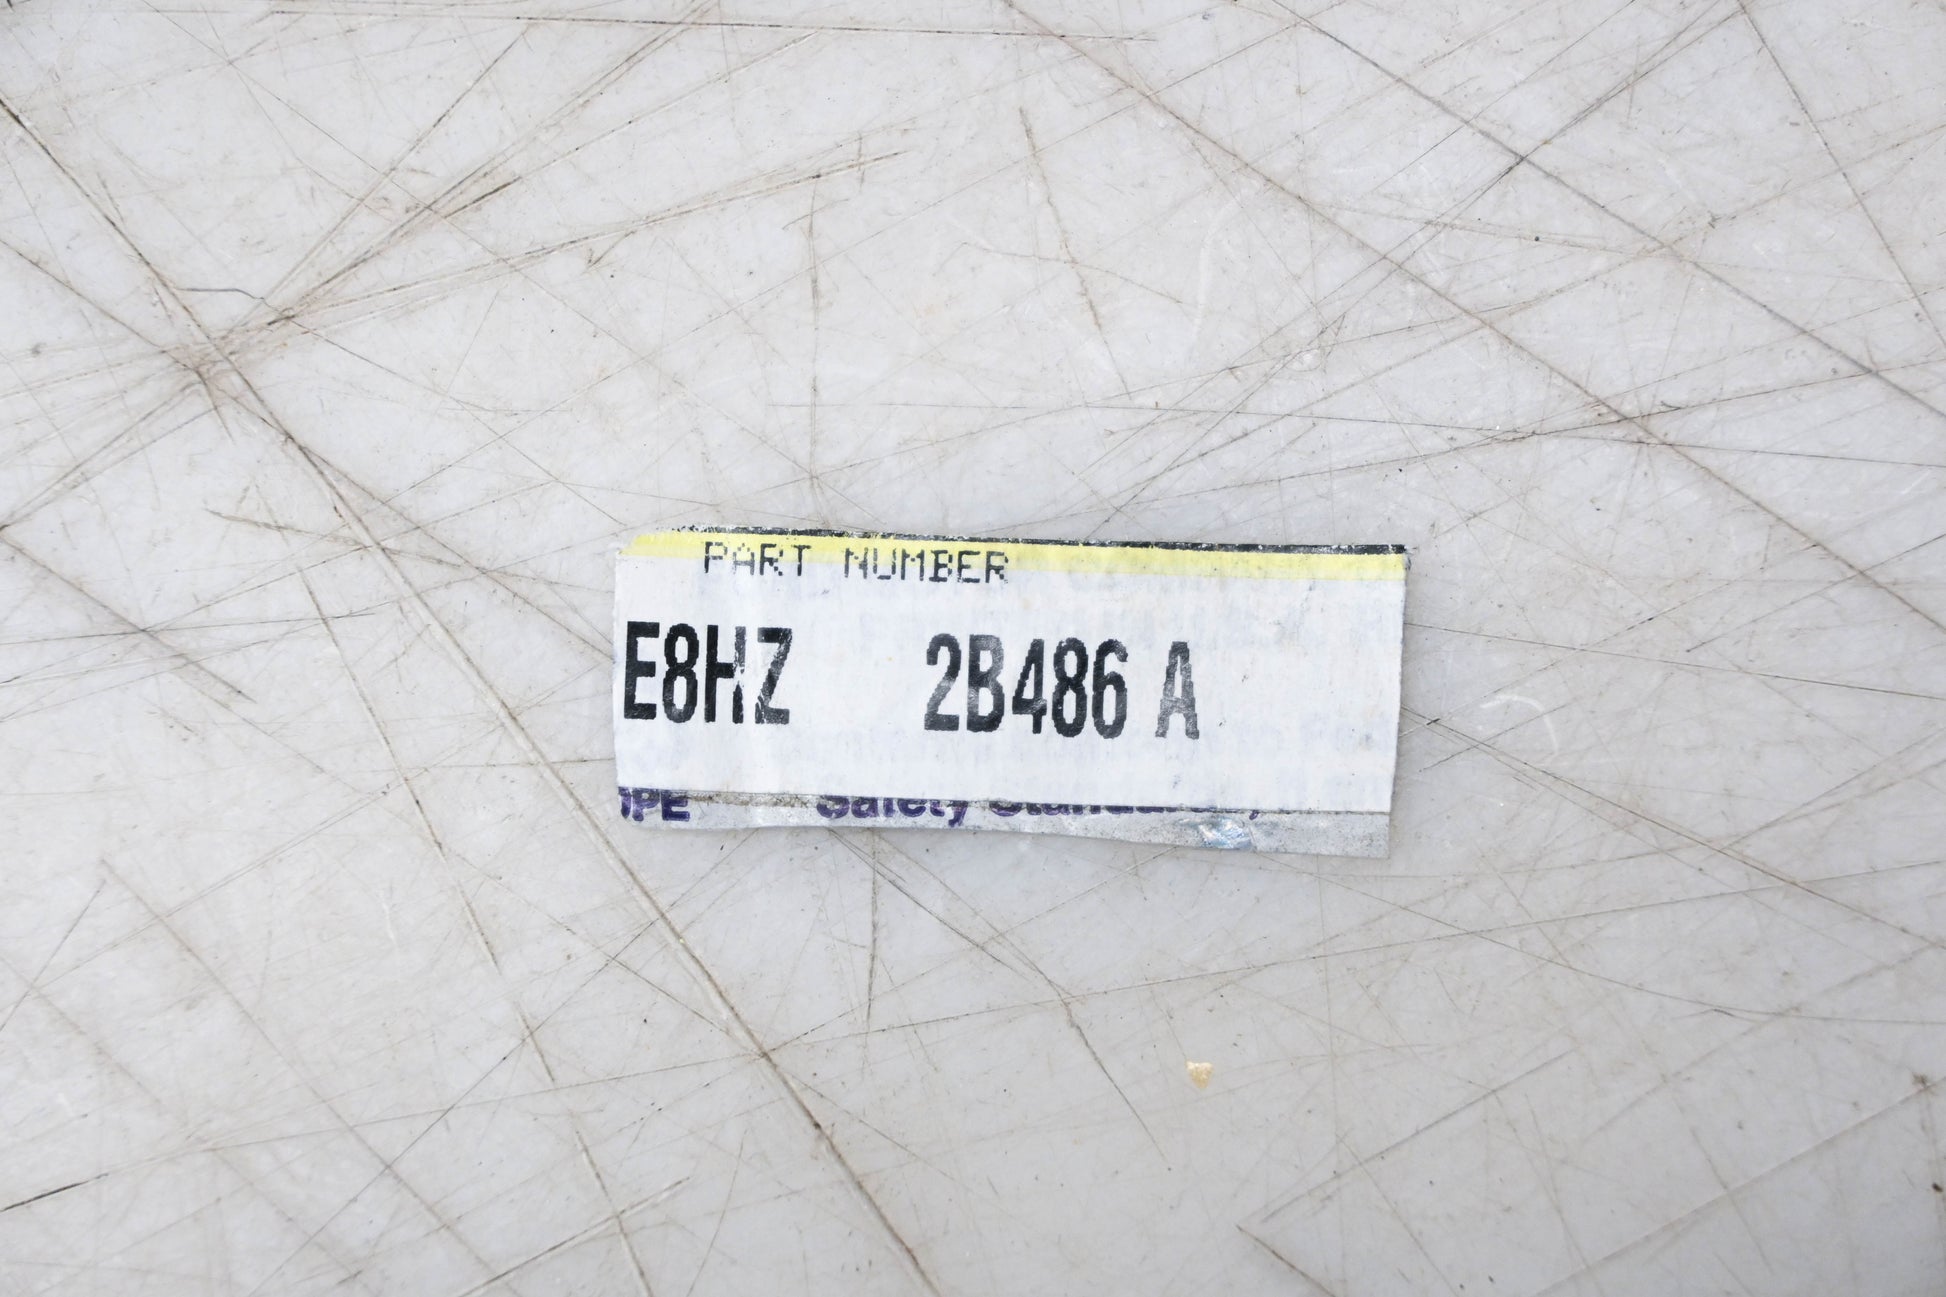 PART NUMBER
E8HZ 2B486 A
Safety